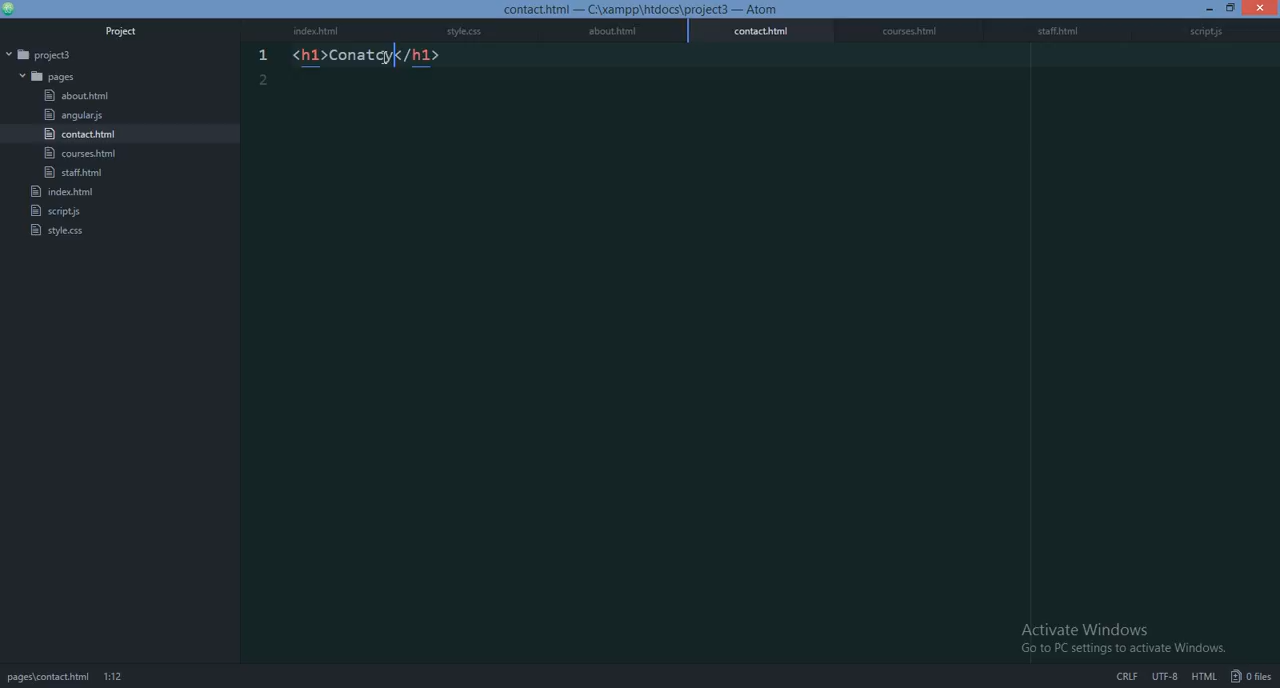 contact.html — C:\xampp\htdocs\project3 — Atom
Project
index.html
style.css
about.html
contact.html
courses.html
staff.html
script.js
project3
pages
about.html
angular.js
contact.html
courses.html
staff.html
index.html
script.js
style.css
1 <h1>Conatcy</h1>
2
Activate Windows
Go to PC settings to activate Windows.
pages\contact.html 1:12 CRLF UTF-8 HTML 0 files